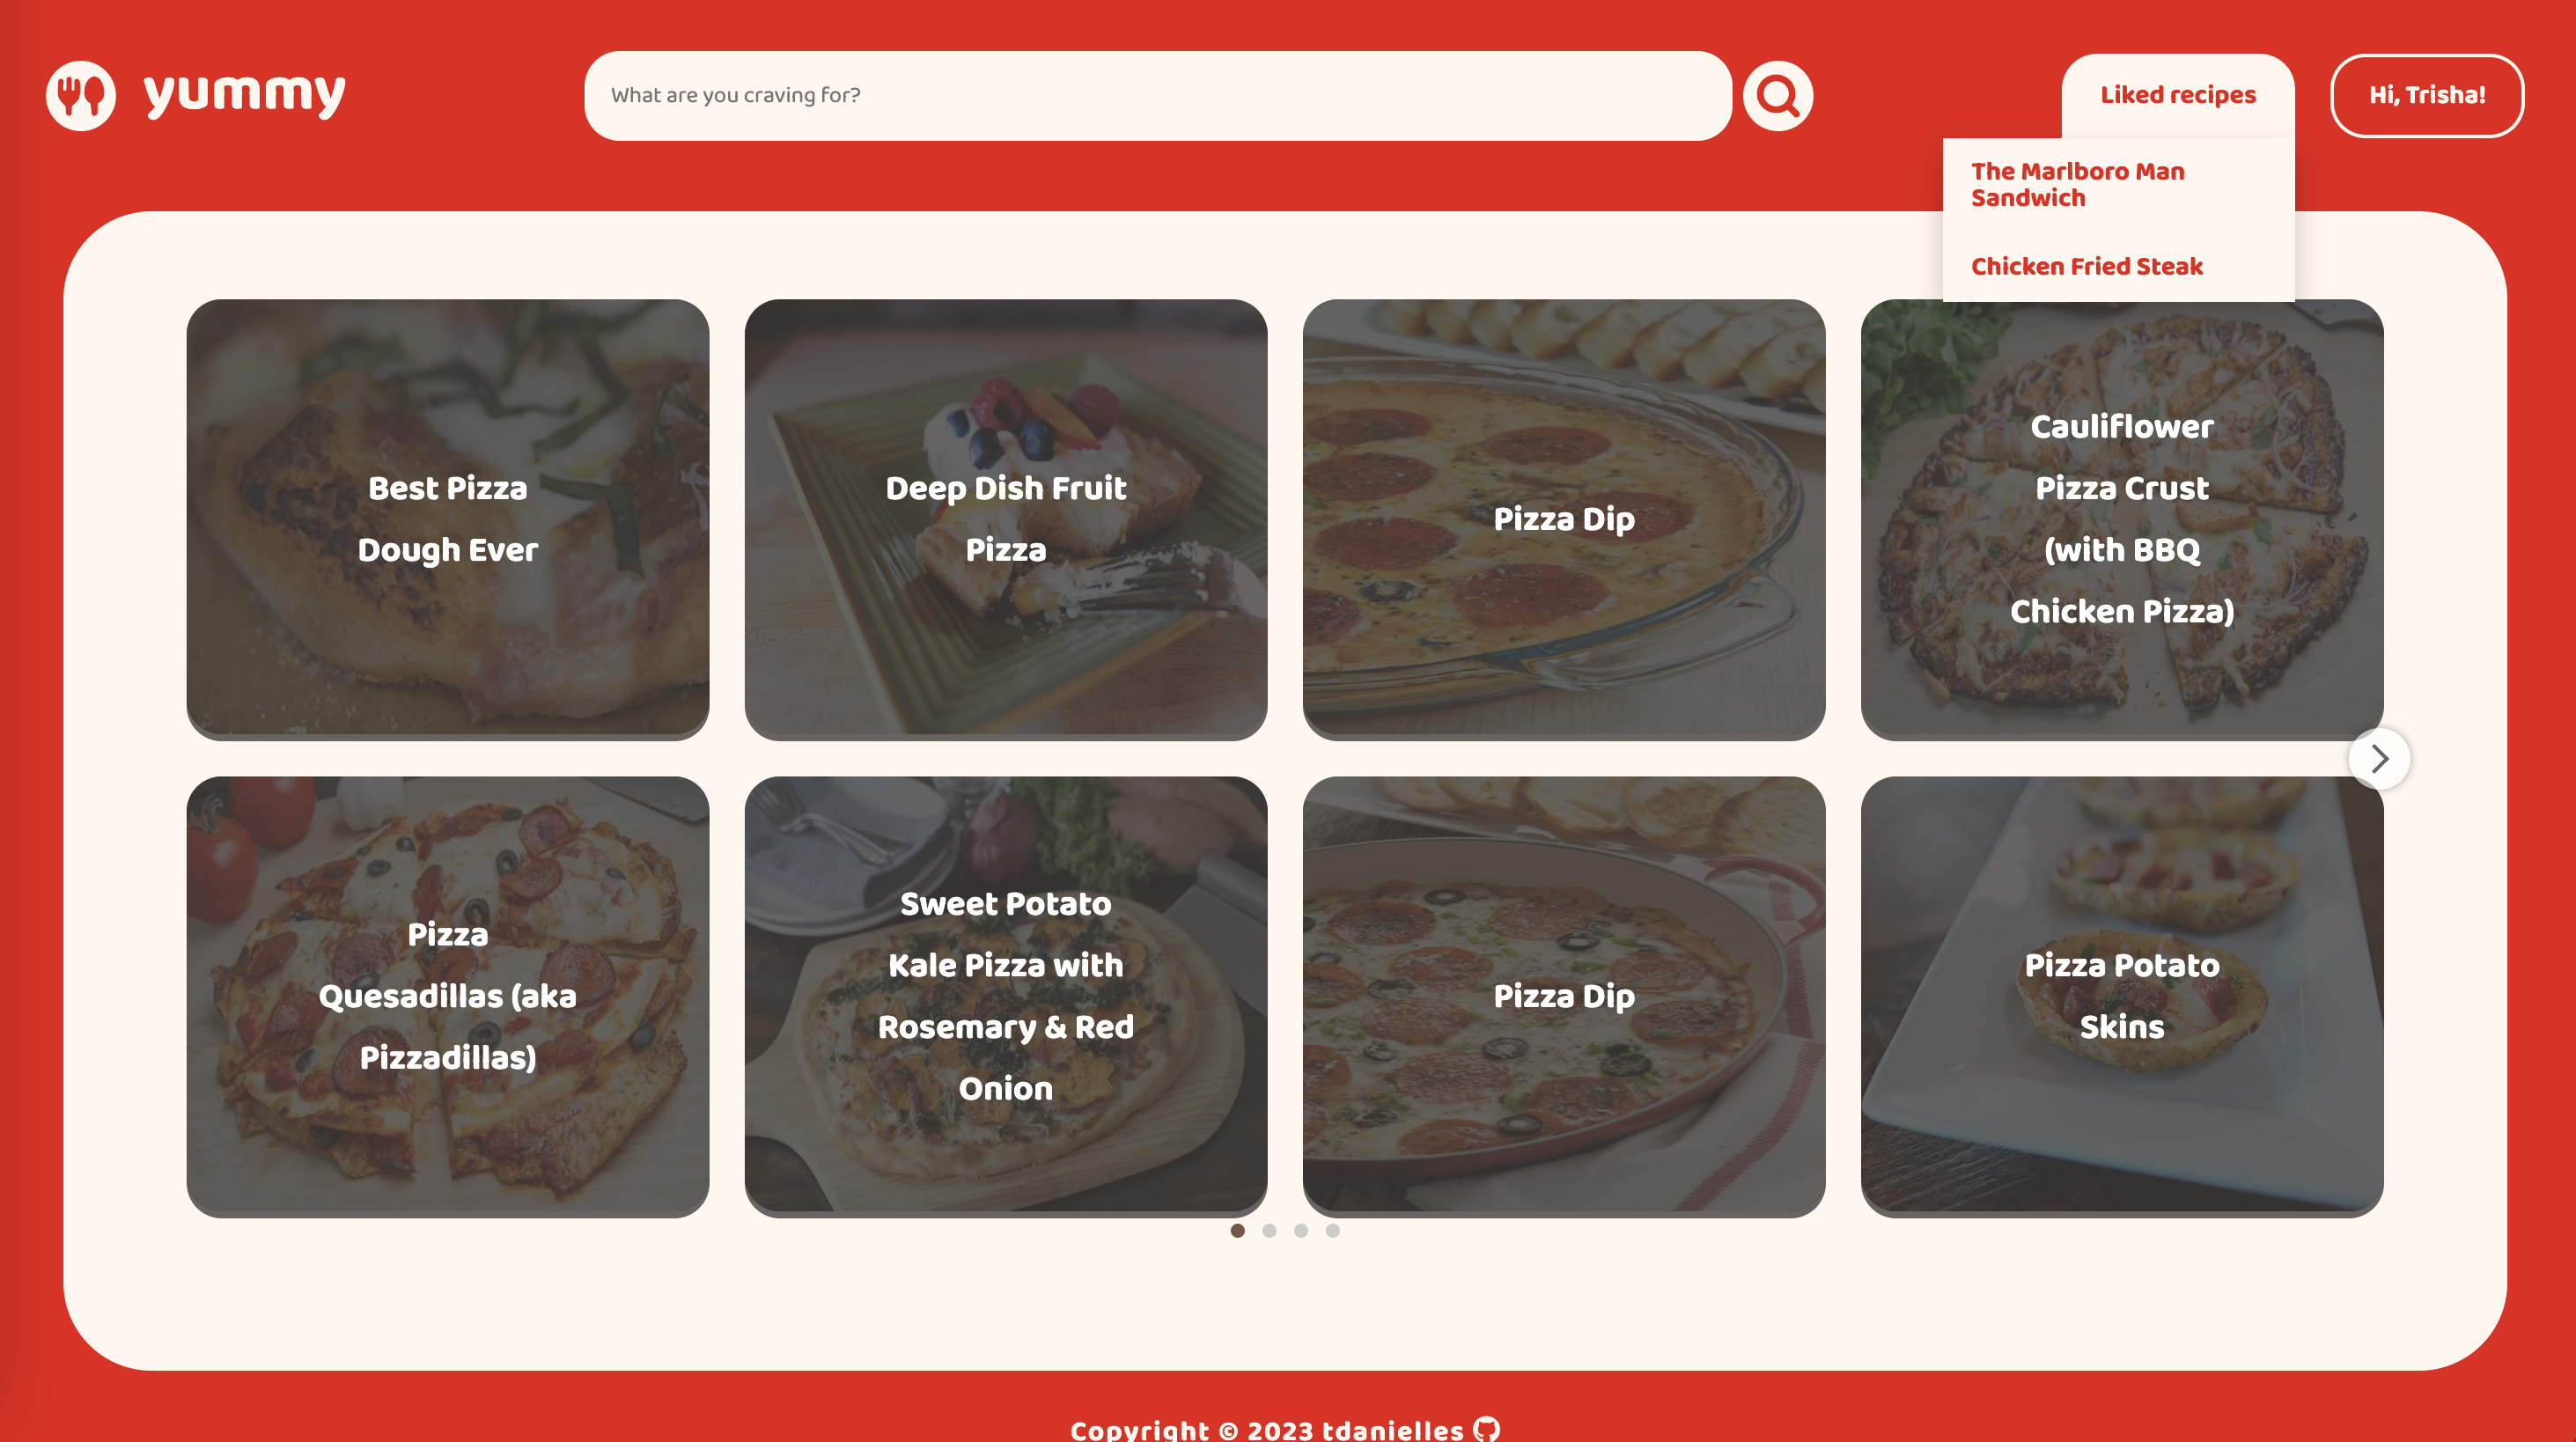 yummy
What are you craving for?
Liked recipes
Hi, Trisha!
The Marlboro Man
Sandwich
Chicken Fried Steak
Best Pizza
Dough Ever
Deep Dish Fruit
Pizza
Pizza Dip
Cauliflower
Pizza Crust
(with BBQ
Chicken Pizza)
Pizza
Quesadillas (aka
Pizzadillas)
Sweet Potato
Kale Pizza with
Rosemary & Red
Onion
Pizza Dip
Pizza Potato
Skins
Copyright © 2023 tdanielles